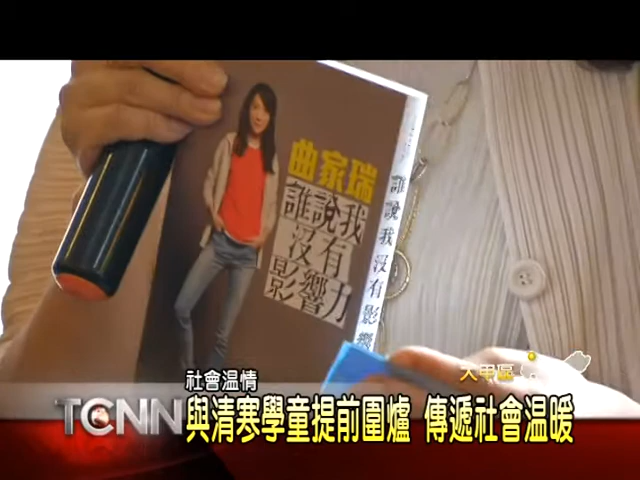 曲家瑞
誰說我
沒有
影響力
誰說我沒有影響
大甲區
社會溫情
TCNN
與清寒學童提前圍爐 傳遞社會溫暖